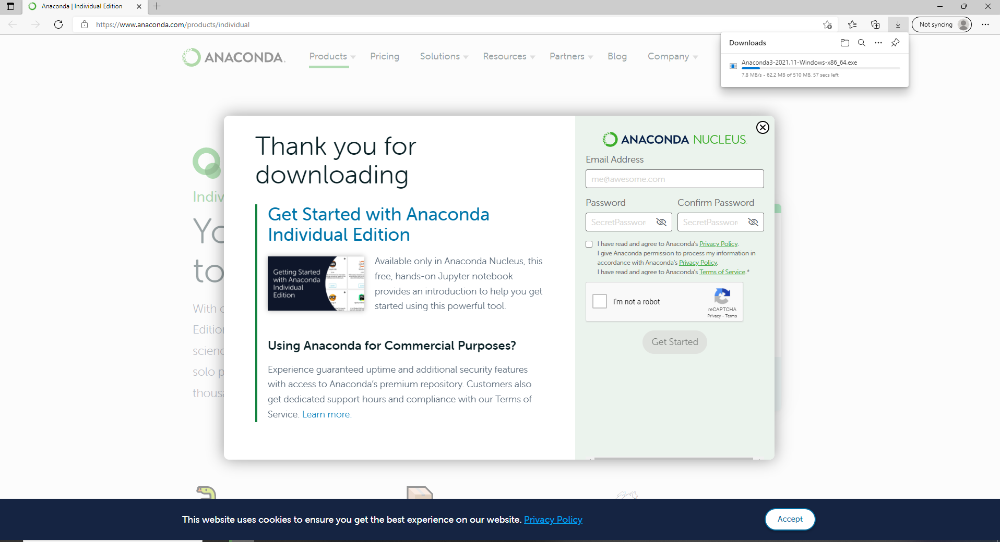 Anaconda | Individual Edition
https://www.anaconda.com/products/individual
Not syncing
Downloads
Anaconda3-2021.11-Windows-x86_64.exe
7.8 MB/s - 62.2 MB of 510 MB, 57 secs left
ANACONDA.
Products
Pricing
Solutions
Resources
Partners
Blog
Company
Indiv
Yo
to
With
Edition
scienc
solo p
thousa
Thank you for
downloading
Get Started with Anaconda
Individual Edition
Getting Started
with Anaconda
Individual
Edition
Available only in Anaconda Nucleus, this
free, hands-on Jupyter notebook
provides an introduction to help you get
started using this powerful tool.
Using Anaconda for Commercial Purposes?
Experience guaranteed uptime and additional security features
with access to Anaconda's premium repository. Customers also
get dedicated support hours and compliance with our Terms of
Service. Learn more.
ANACONDA NUCLEUS
Email Address
me@awesome.com
Password
Confirm Password
SecretPasswor
SecretPasswor
I have read and agree to Anaconda's Privacy Policy.
I give Anaconda permission to process my information in
accordance with Anaconda's Privacy Policy.
I have read and agree to Anaconda's Terms of Service.*
I'm not a robot
reCAPTCHA
Privacy - Terms
Get Started
This website uses cookies to ensure you get the best experience on our website. Privacy Policy
Accept